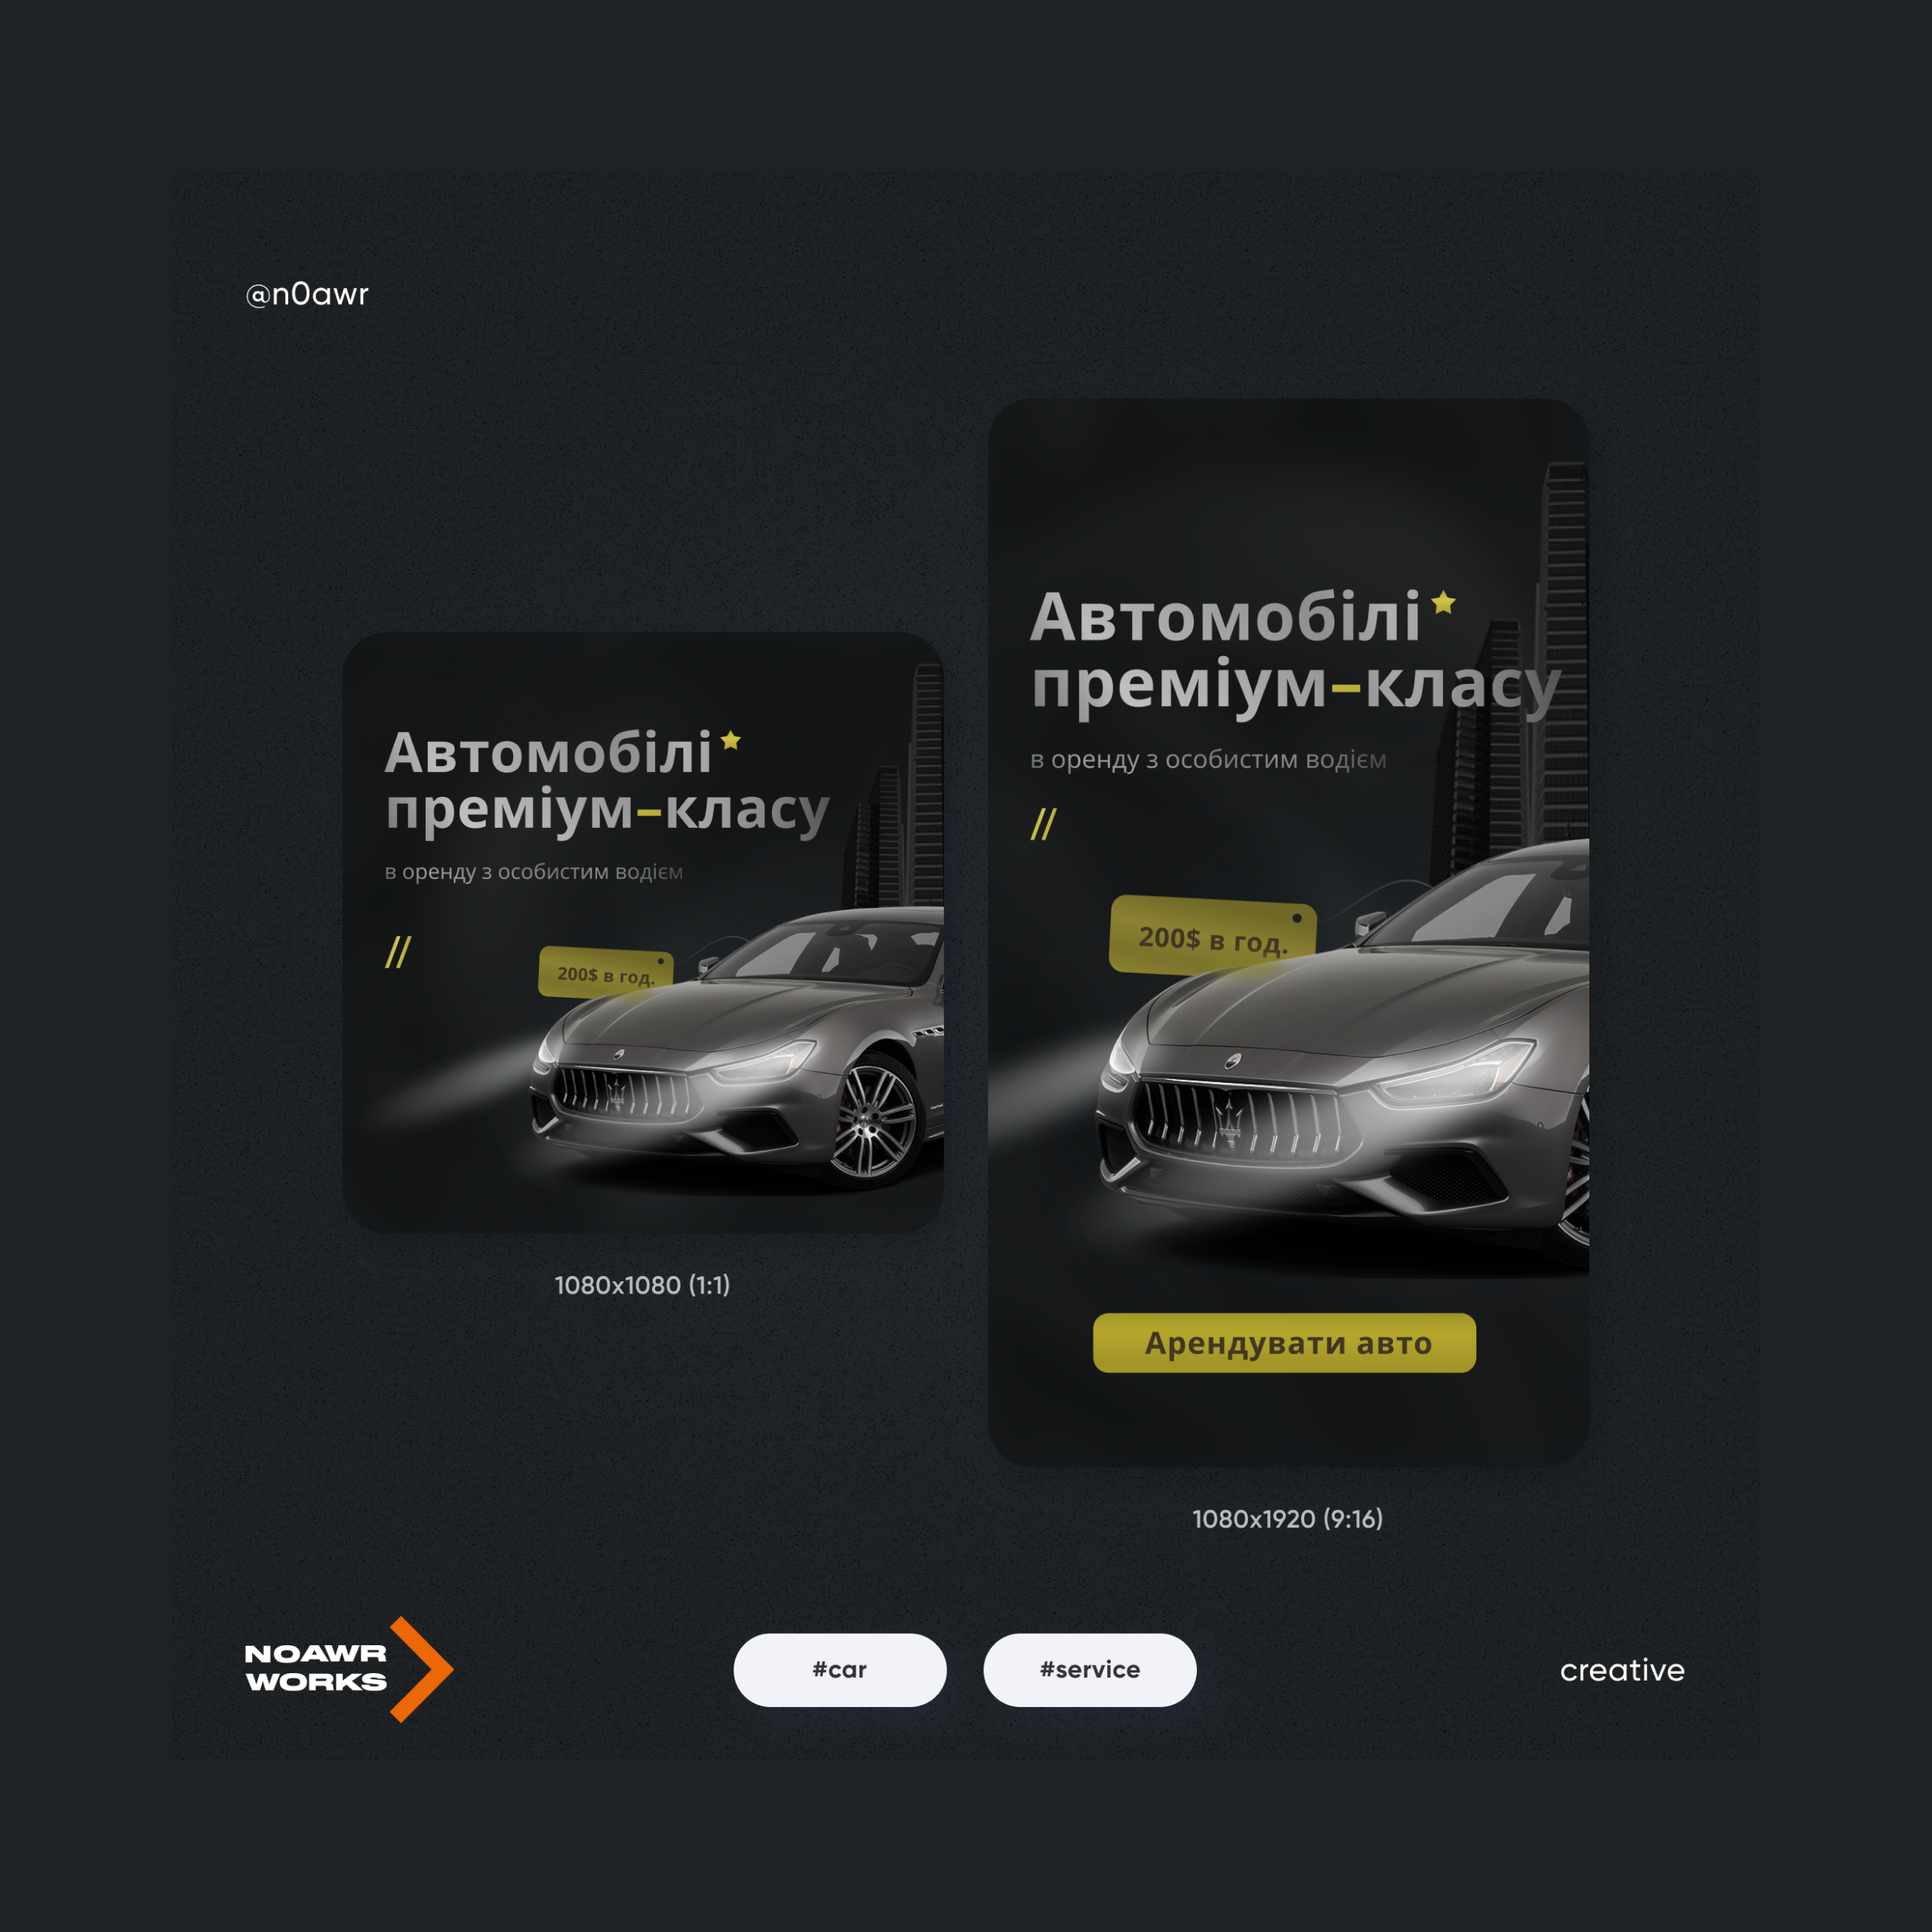 @n0awr
Автомобілі
преміум–класу
в оренду з особистим водієм
//
200$ в год.
1080x1080 (1:1)
Автомобілі
преміум–класу
в оренду з особистим водієм
//
200$ в год.
Арендувати авто
1080x1920 (9:16)
NOAWR
WORKS
#car
#service
creative